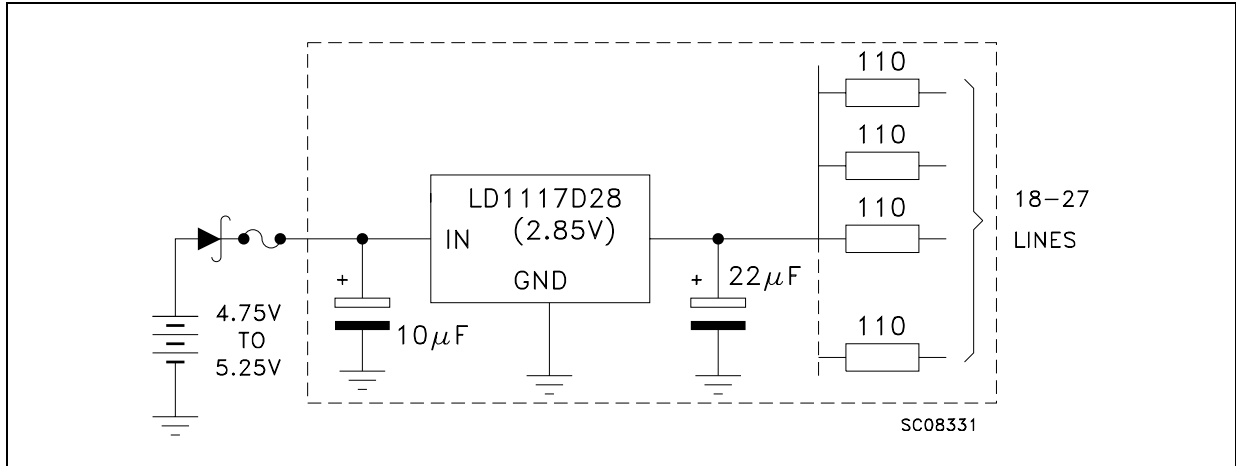 110
110
110
110
18-27
LINES
LD1117D28
(2.85V)
IN
GND
+
10μF
+
22μF
4.75V
TO
5.25V
SC08331